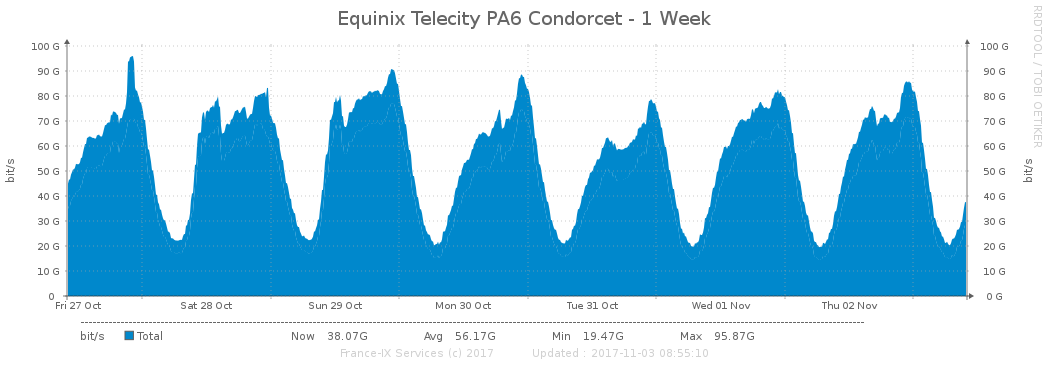 Equinix Telecity PA6 Condorcet - 1 Week
RRDTOOL / TOBI OETIKER
bit/s
100 G 100 G
90 G 90 G
80 G 80 G
70 G 70 G
60 G 60 G
50 G 50 G
40 G 40 G
30 G 30 G
20 G 20 G
10 G 10 G
0 0 G
bit/s
Fri 27 Oct Sat 28 Oct Sun 29 Oct Mon 30 Oct Tue 31 Oct Wed 01 Nov Thu 02 Nov
bit/s Total Now 38.07G Avg 56.17G Min 19.47G Max 95.87G
France-IX Services (c) 2017 Updated : 2017-11-03 08:55:10